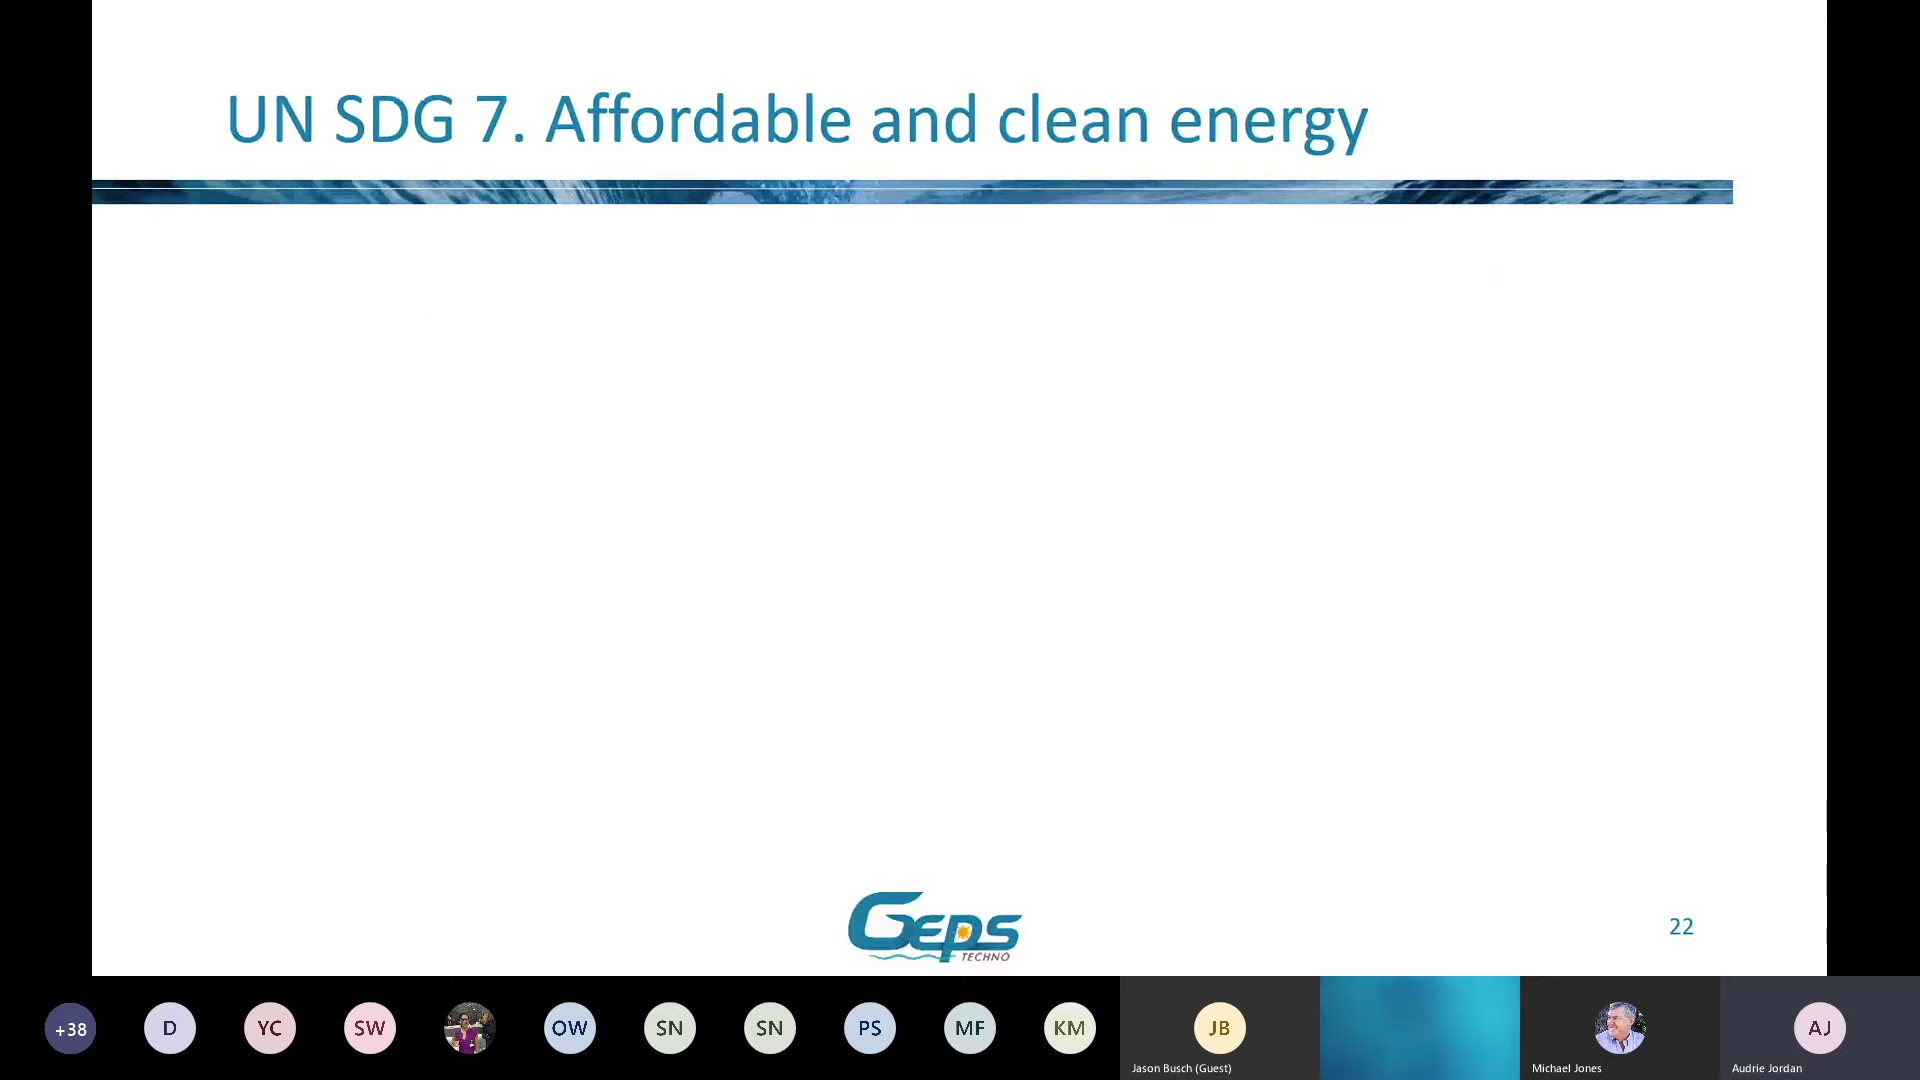 UN SDG 7. Affordable and clean energy
GEPS
TECHNO
22
+38
D
YC
SW
OW
SN
SN
PS
MF
KM
JB
AJ
Jason Busch (Guest)
Michael Jones
Audrie Jordan